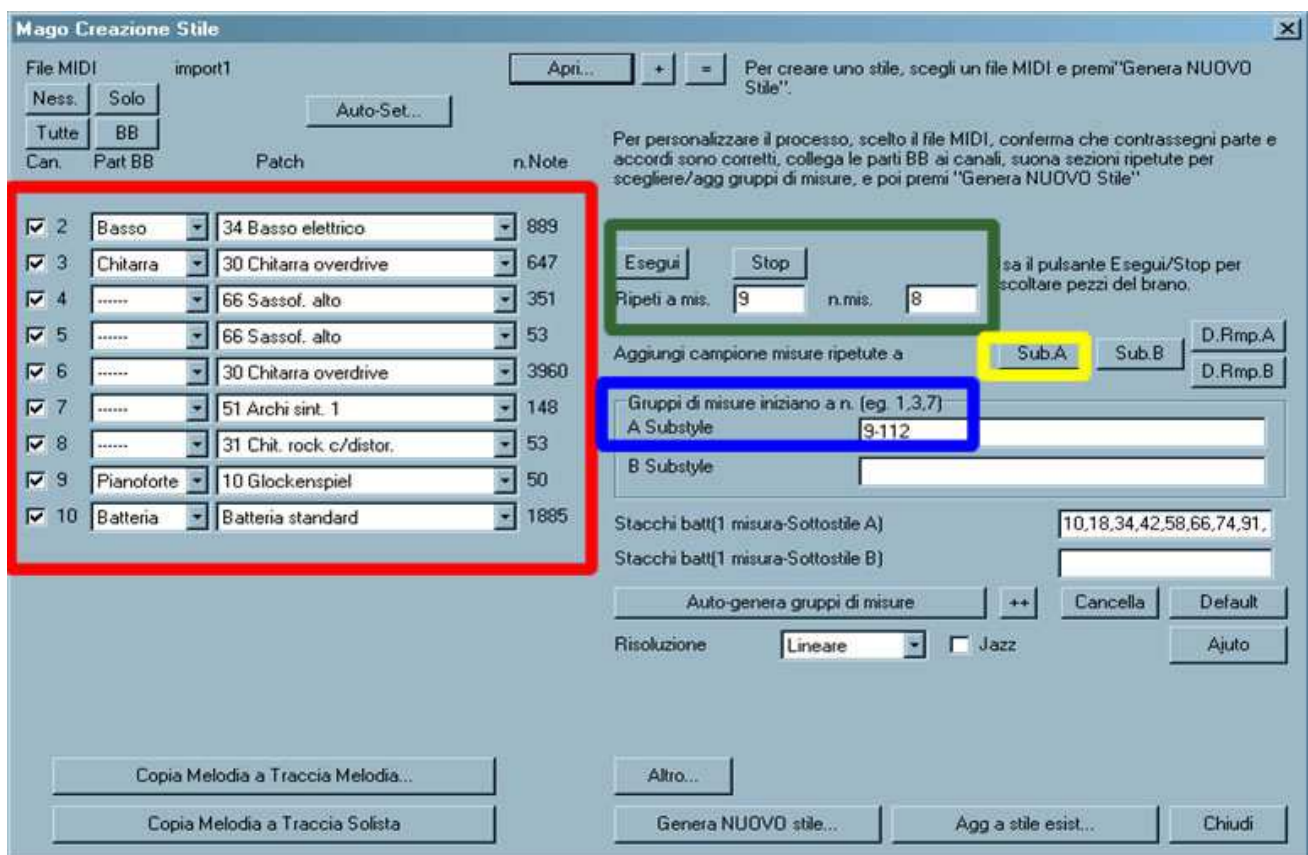 Mago Creazione Stile
File MIDI import1
Apri... + =
Per creare uno stile, scegli un file MIDI e premi"Genera NUOVO
Stile".
Ness. Solo
Auto-Set...
Tutte BB
Can. Part BB Patch n.Note
Per personalizzare il processo, scelto il file MIDI, conferma che contrassegni parte e
accordi sono corretti, collega le parti BB ai canali, suona sezioni ripetute per
scegliere/agg gruppi di misure, e poi premi "Genera NUOVO Stile"
2 Basso 34 Basso elettrico 889
3 Chitarra 30 Chitarra overdrive 647
4 ------ 66 Sassof. alto 351
5 ------ 66 Sassof. alto 53
6 ------ 30 Chitarra overdrive 3960
7 ------ 51 Archi sint. 1 148
8 ------ 31 Chit. rock c/distor. 53
9 Pianoforte 10 Glockenspiel 50
10 Batteria Batteria standard 1885
Esegui Stop
sa il pulsante Esegui/Stop per
scoltare pezzi del brano.
Ripeti a mis. 9 n.mis. 8
Aggiungi campione misure ripetute a Sub.A Sub.B
D.Rmp.A
D.Rmp.B
Gruppi di misure iniziano a n. (eg. 1,3,7)
A Substyle 9-112
B Substyle
Stacchi batt(1 misura-Sottostile A) 10,18,34,42,58,66,74,91,
Stacchi batt(1 misura-Sottostile B)
Auto-genera gruppi di misure ++ Cancella Default
Risoluzione Lineare Jazz Ajuto
Copia Melodia a Traccia Melodia... Altro...
Copia Melodia a Traccia Solista Genera NUOVO stile... Agg a stile esist... Chiudi